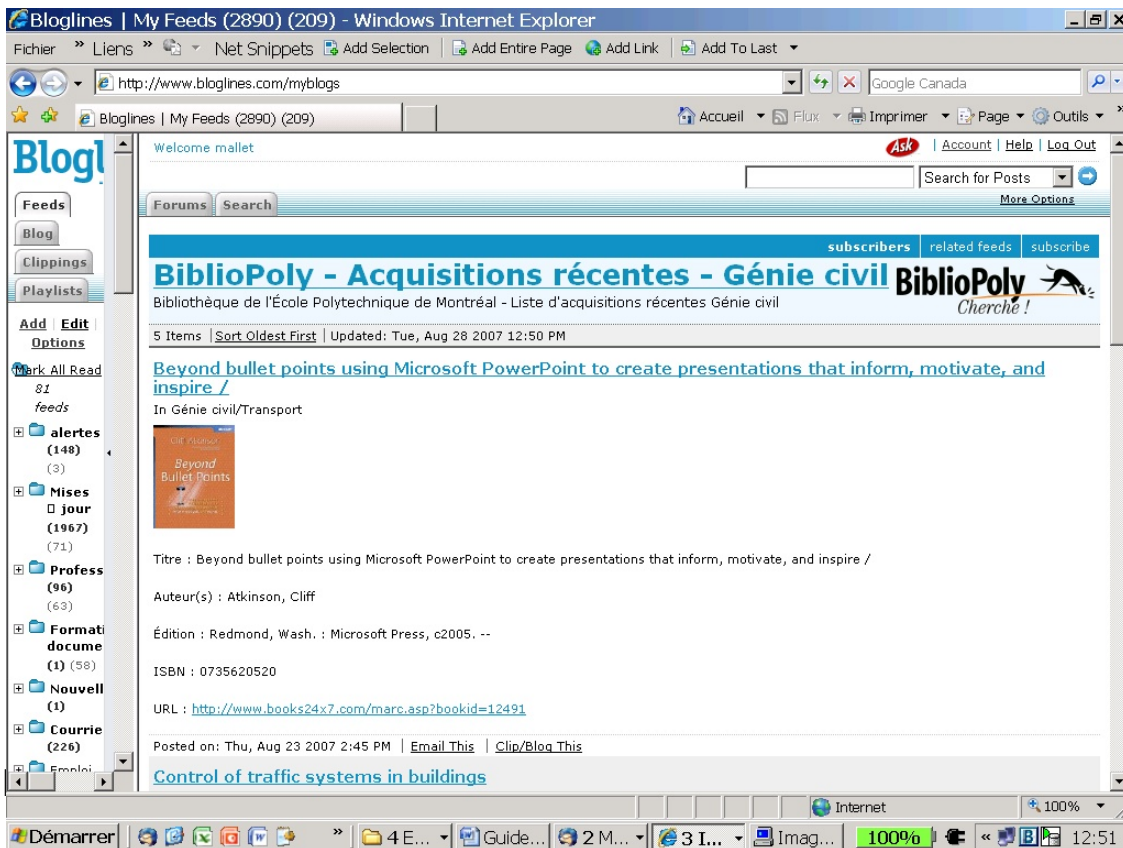 Bloglines | My Feeds (2890) (209) - Windows Internet Explorer
Fichier » Liens » Net Snippets Add Selection Add Entire Page Add Link Add To Last
http://www.bloglines.com/myblogs Google Canada
Bloglines | My Feeds (2890) (209) Accueil Flux Imprimer Page Outils »
Blogl
Welcome mallet Ask | Account | Help | Log Out
Search for Posts
More Options
Feeds
Blog
Clippings
Playlists
Add | Edit
Options
Mark All Read
81
feeds
alertes
(148)
(3)
Mises
jour
(1967)
(71)
Profess
(96)
(63)
Formati
docume
(1) (58)
Nouvell
(1)
Courrie
(226)
Emploi
Forums Search
subscribers related feeds subscribe
BiblioPoly - Acquisitions récentes - Génie civil
BiblioPoly
Cherche !
Bibliothèque de l'École Polytechnique de Montréal - Liste d'acquisitions récentes Génie civil
5 Items | Sort Oldest First | Updated: Tue, Aug 28 2007 12:50 PM
Beyond bullet points using Microsoft PowerPoint to create presentations that inform, motivate, and
inspire /
In Génie civil/Transport
Cliff Atkinson
Beyond
Bullet Points
Titre : Beyond bullet points using Microsoft PowerPoint to create presentations that inform, motivate, and inspire /
Auteur(s) : Atkinson, Cliff
Édition : Redmond, Wash. : Microsoft Press, c2005. --
ISBN : 0735620520
URL : http://www.books24x7.com/marc.asp?bookid=12491
Posted on: Thu, Aug 23 2007 2:45 PM | Email This | Clip/Blog This
Control of traffic systems in buildings
Internet 100%
Démarrer » 4 E... Guide... 2 M... 3 I... Imag... 100% « 12:51